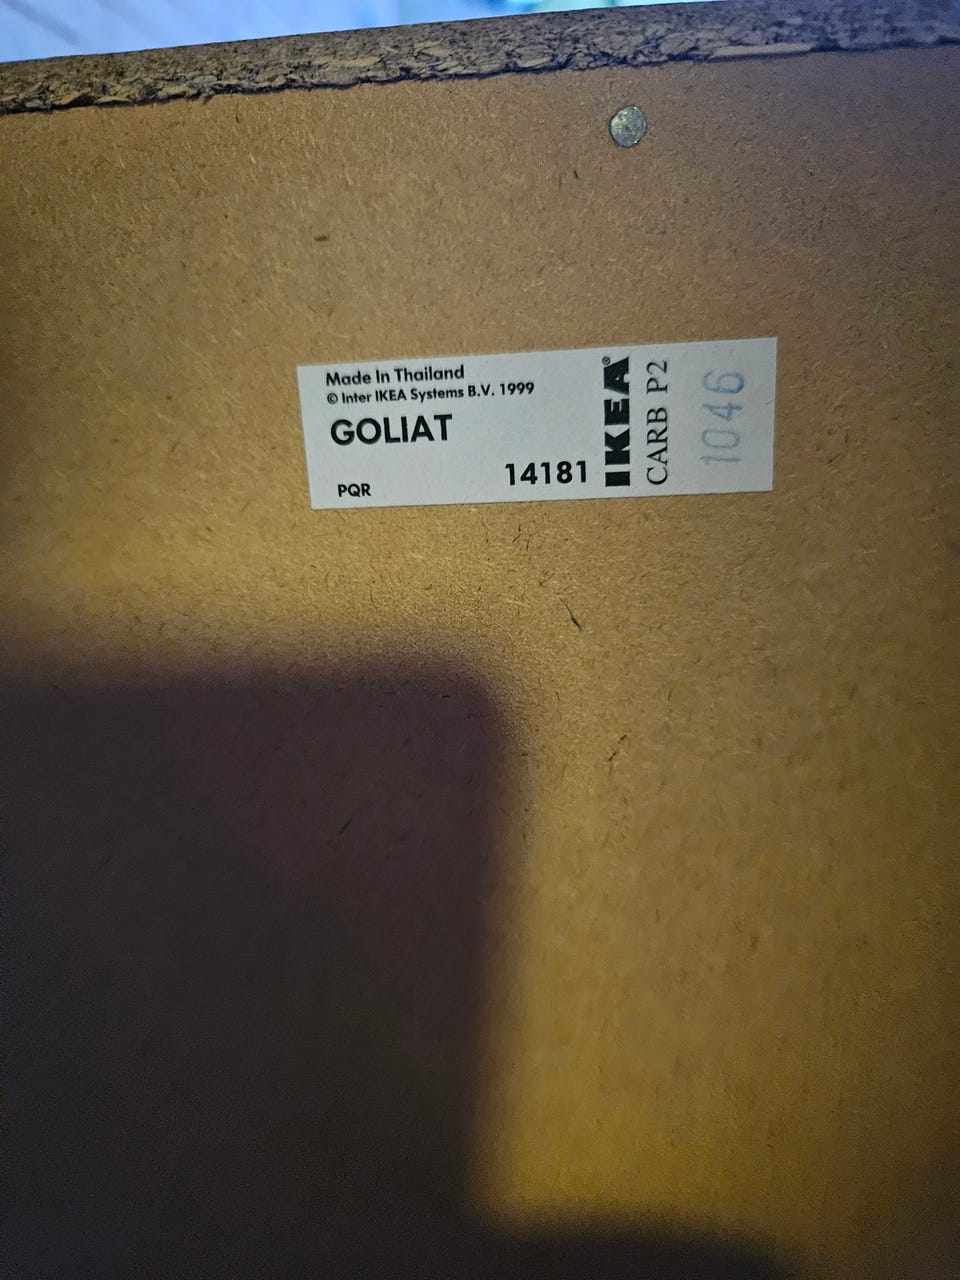 Made In Thailand
© Inter IKEA Systems B.V. 1999
GOLIAT
PQR
14181
IKEA®
CARB P2
1046